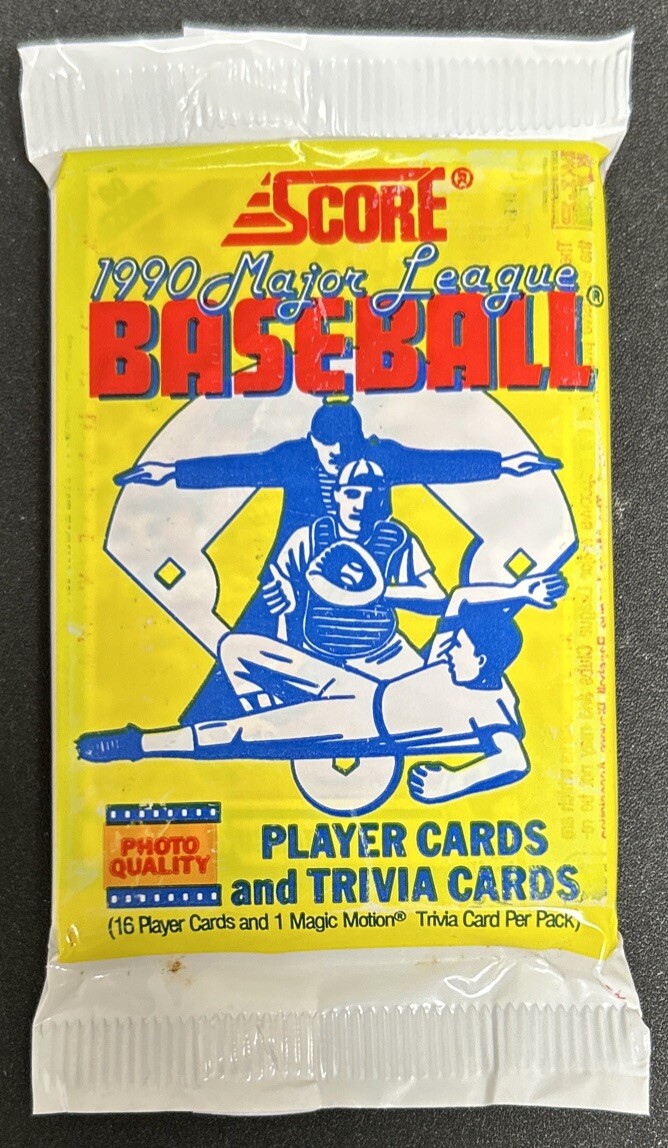 SCORE®
1990 Major League
BASEBALL®
PHOTO
QUALITY
PLAYER CARDS
and TRIVIA CARDS
(16 Player Cards and 1 Magic Motion® Trivia Card Per Pack)